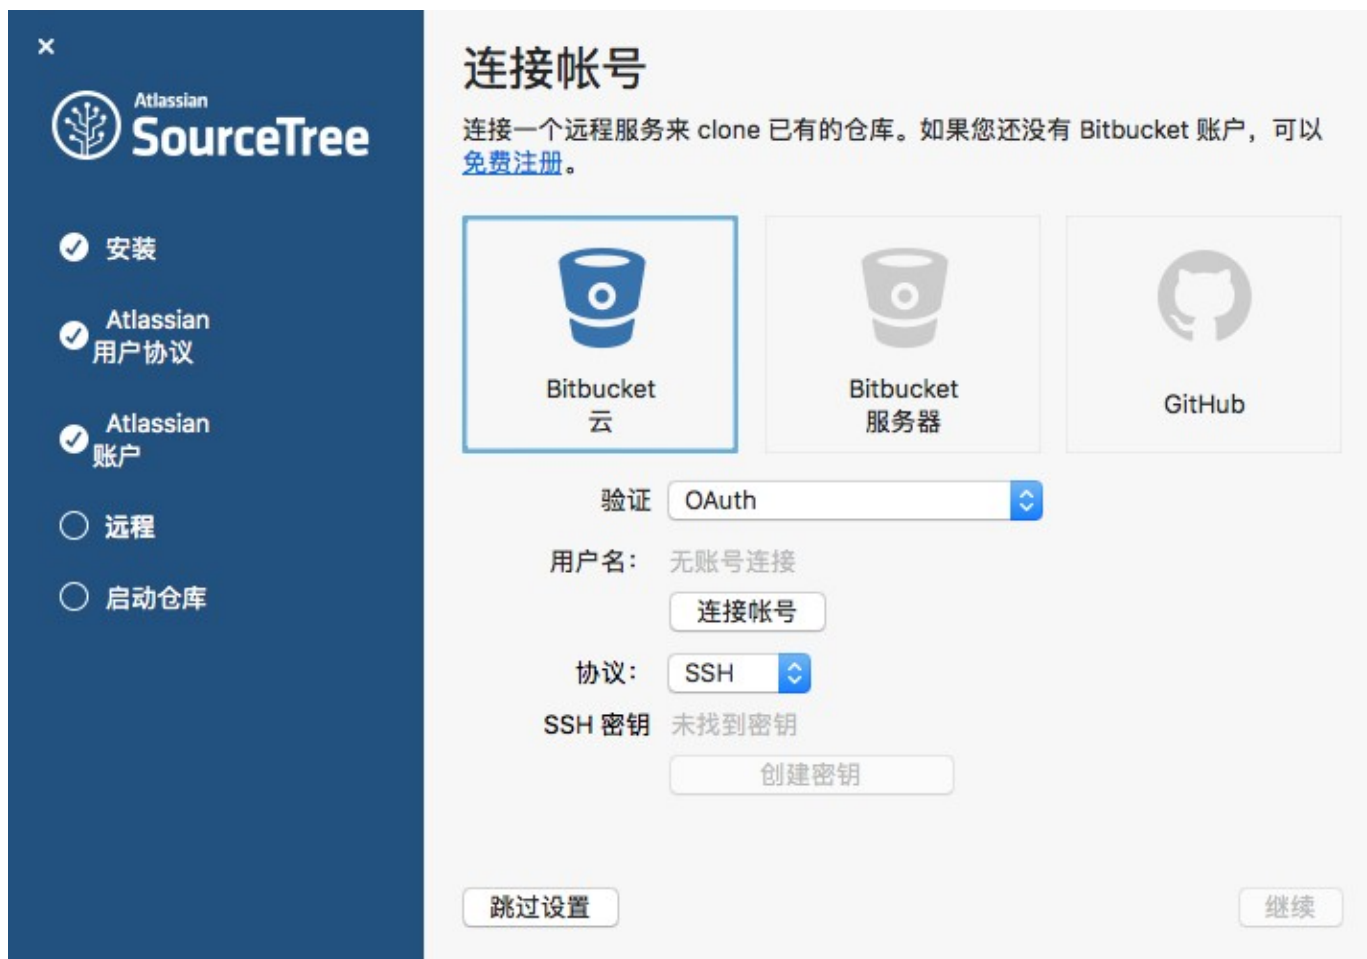 Atlassian
SourceTree
安装
Atlassian
用户协议
Atlassian
账户
远程
启动仓库
连接帐号
连接一个远程服务来 clone 已有的仓库。如果您还没有 Bitbucket 账户，可以
免费注册。
Bitbucket
云
Bitbucket
服务器
GitHub
验证 OAuth
用户名： 无账号连接
连接帐号
协议： SSH
SSH 密钥 未找到密钥
创建密钥
跳过设置
继续